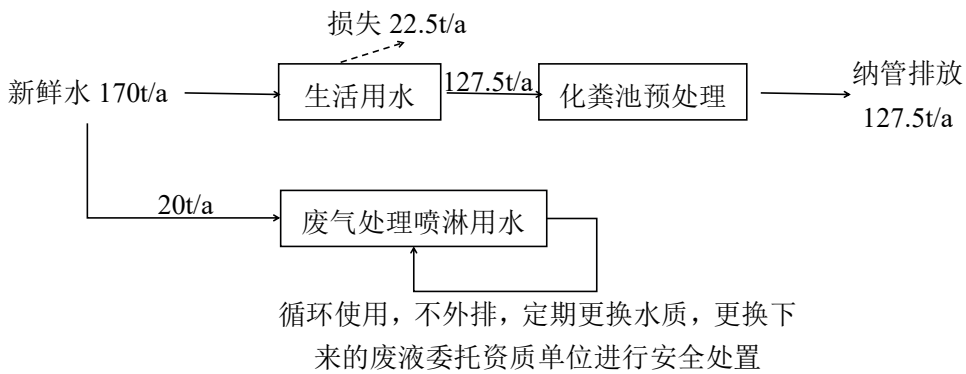 损失 22.5t/a
新鲜水 170t/a
生活用水
127.5t/a
化粪池预处理
纳管排放
127.5t/a
20t/a
废气处理喷淋用水
循环使用，不外排，定期更换水质，更换下
来的废液委托资质单位进行安全处置